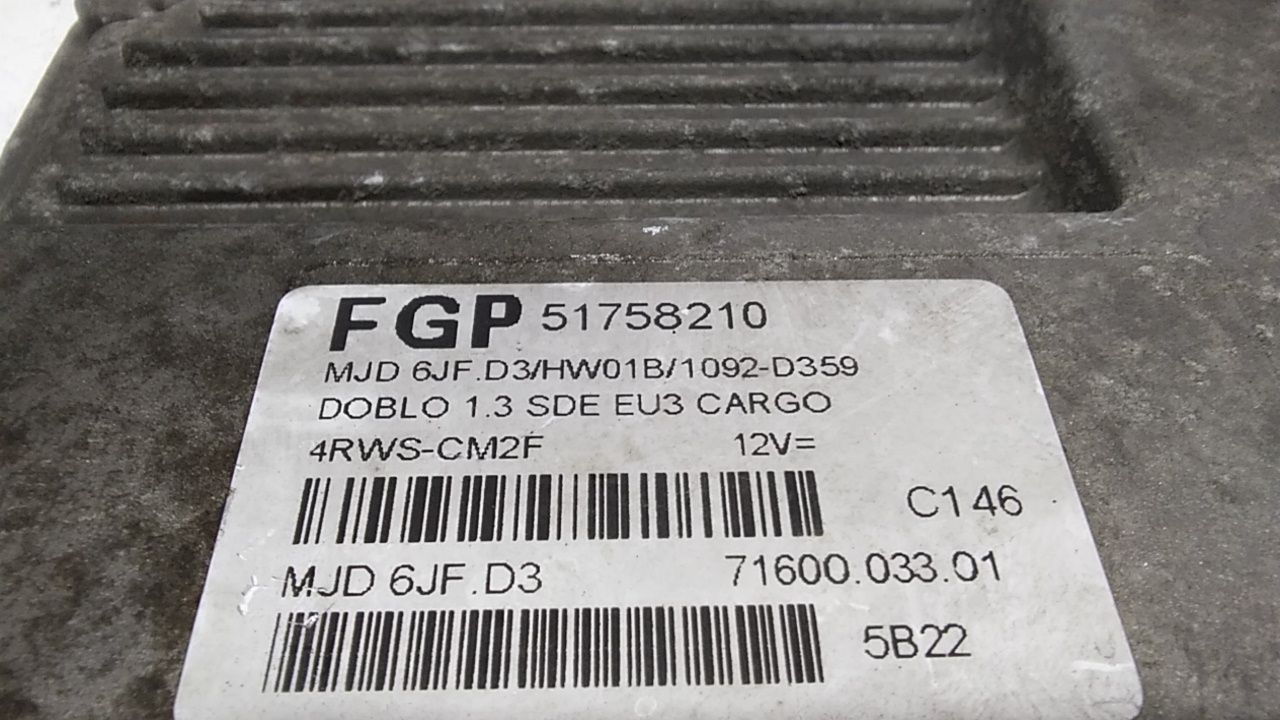 FGP 51758210
MJD 6JF.D3/HW01B/1092-D359
DOBLO 1.3 SDE EU3 CARGO
4RWS-CM2F 12V=
C146
MJD 6JF.D3 71600.033.01
5B22